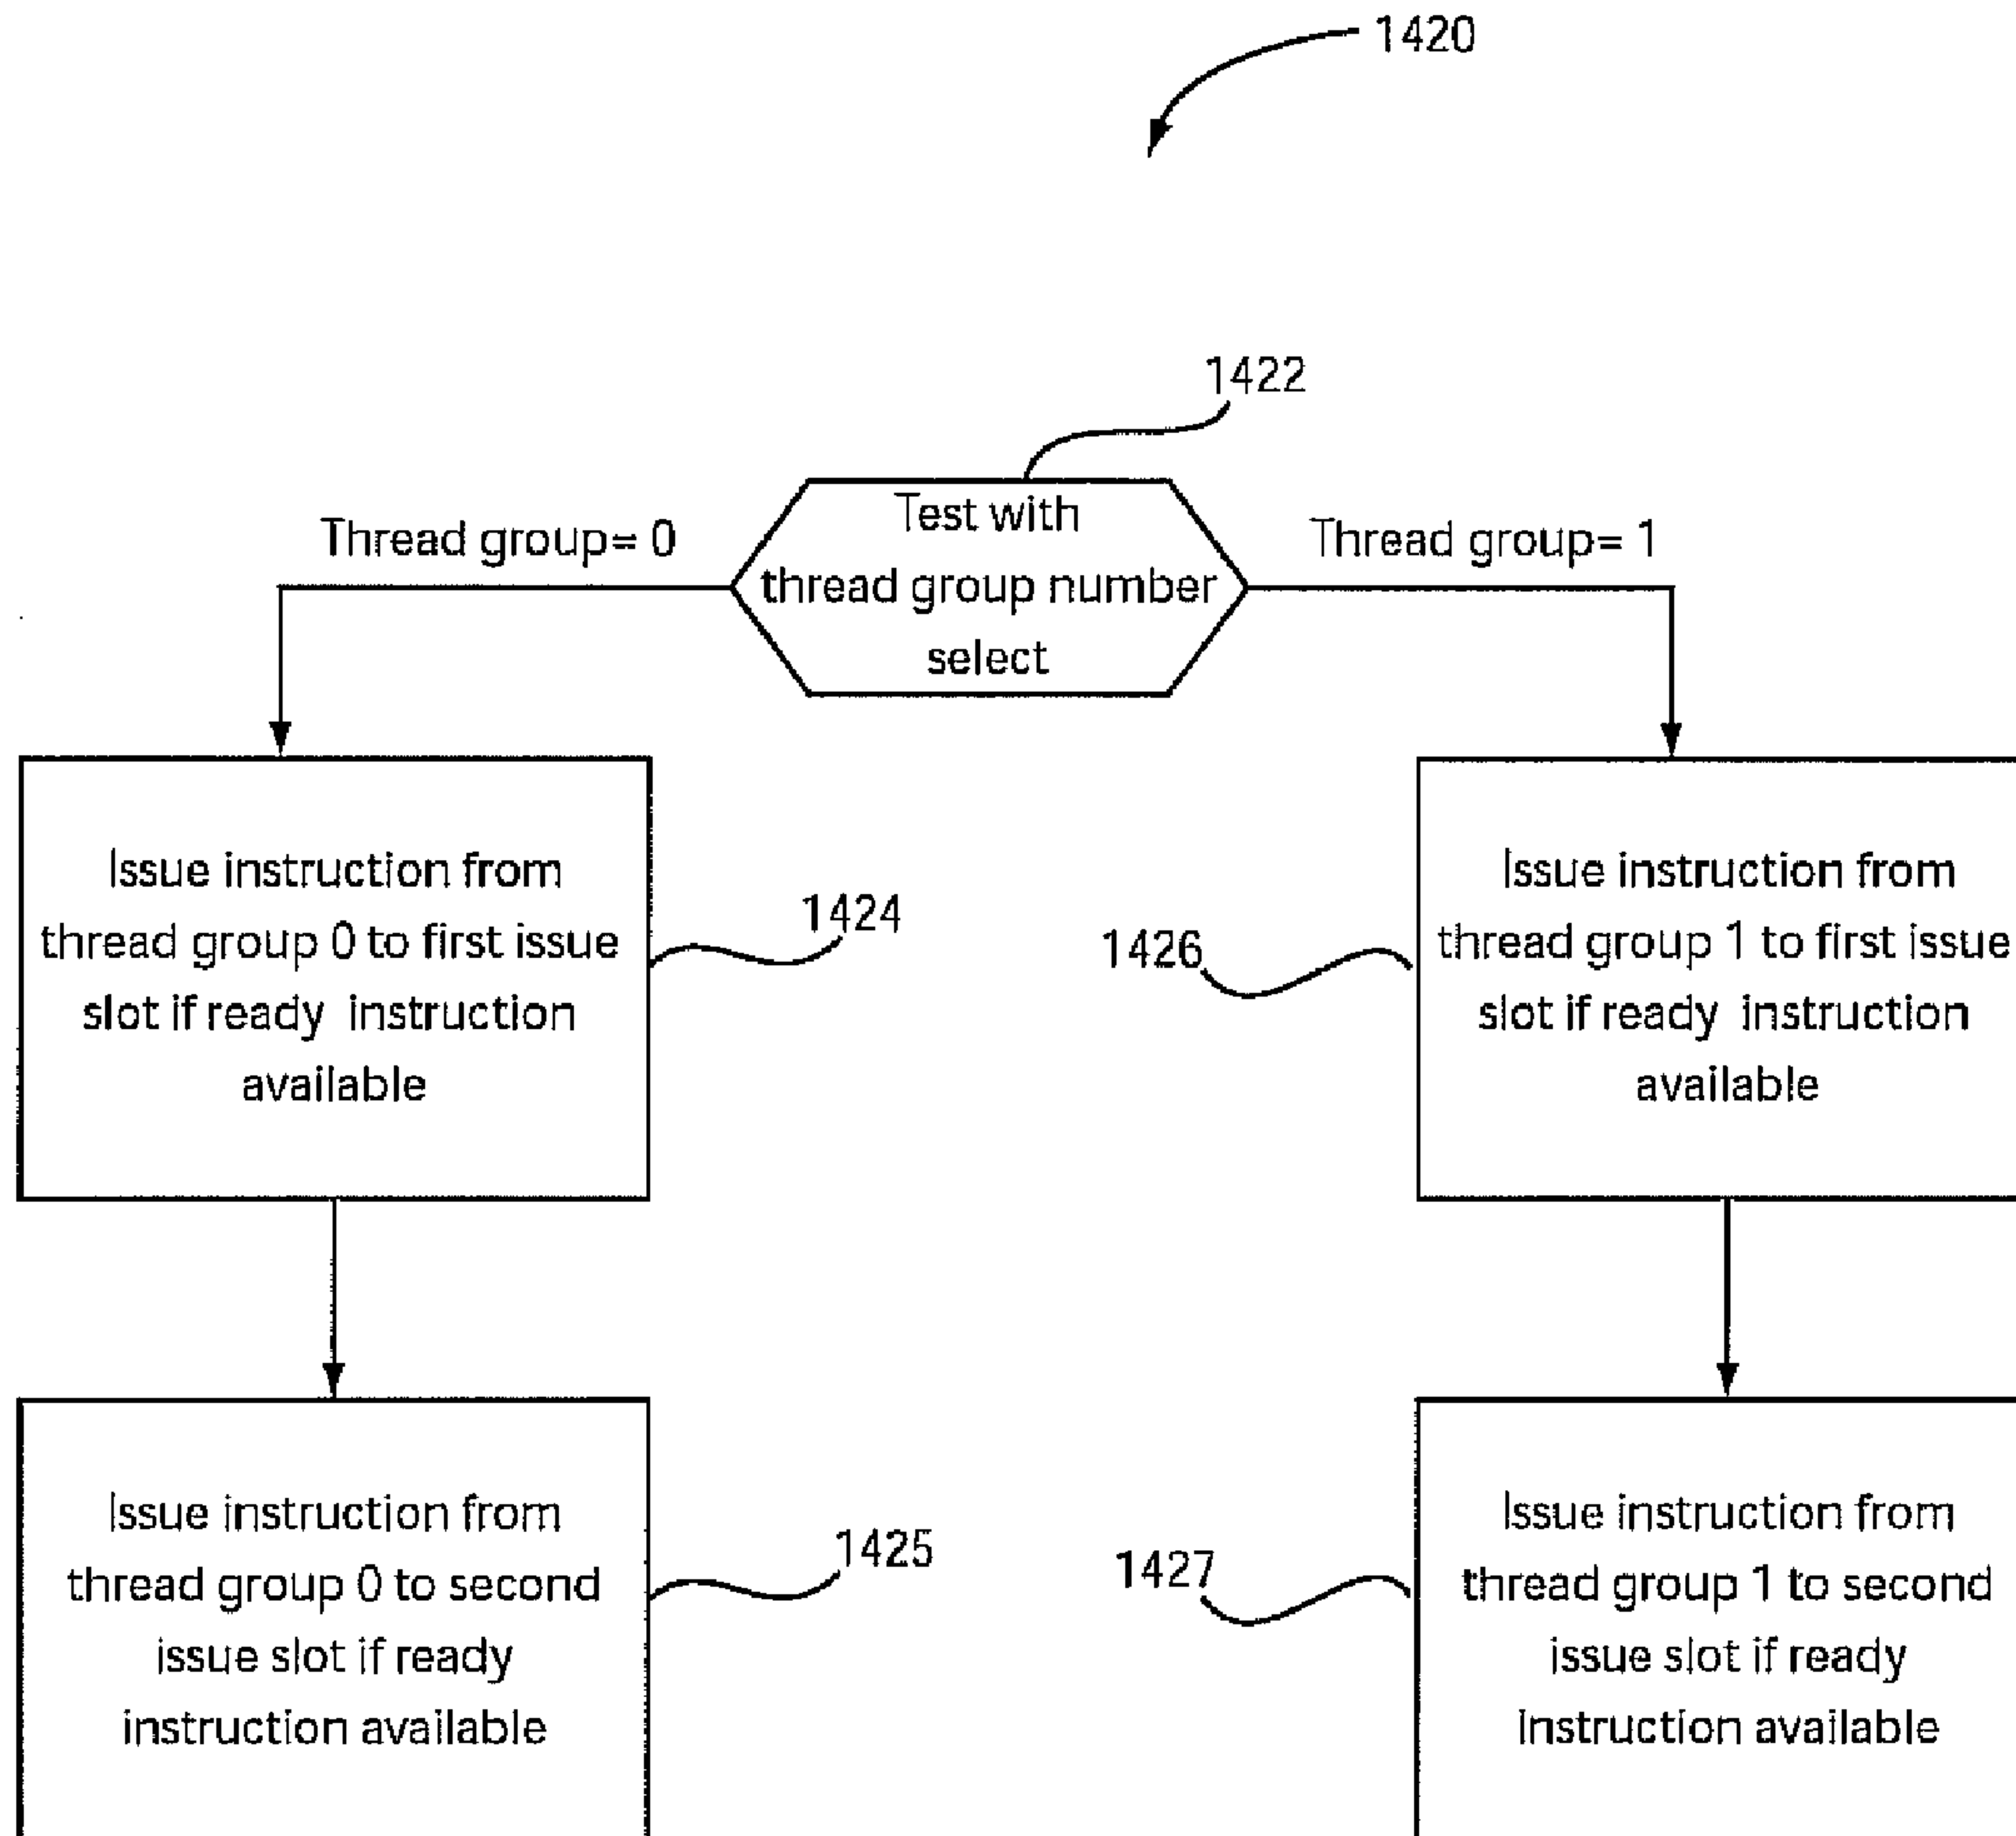 1420
1422
Test with
thread group number
select
Thread group= 0
Thread group= 1
Issue instruction from
thread group 0 to first issue
slot if ready instruction
available
1424
1426
Issue instruction from
thread group 1 to first issue
slot if ready instruction
available
Issue instruction from
thread group 0 to second
issue slot if ready
instruction available
1425
1427
Issue instruction from
thread group 1 to second
issue slot if ready
instruction available